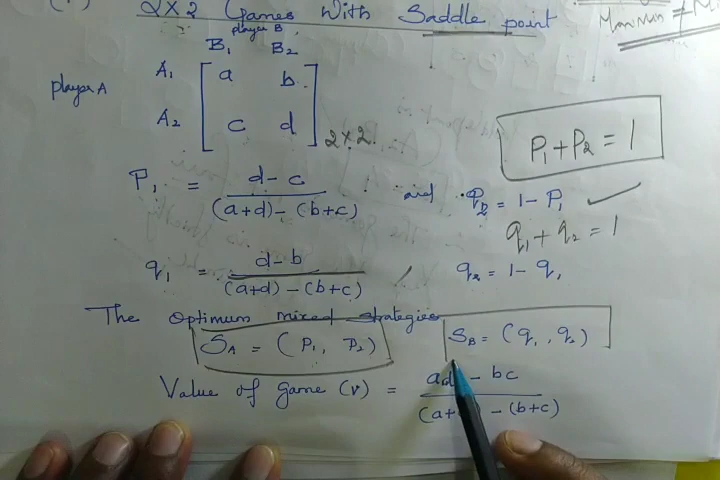 2x2 Games With Saddle point
Maximin ≠ M
player B
B1 B2
player A A1 [ a b ]
A2 [ c d ] 2x2.
P1 + P2 = 1
P1 = d - c / (a+d) - (b+c) and P2 = 1 - P1 ✓
q1 + q2 = 1
q1 = d - b / (a+d) - (b+c) ✓ q2 = 1 - q1
The optimum mixed strategies
SA = (P1, P2) SB = (q1, q2)
Value of Game (v) = ad - bc / (a+d) - (b+c)